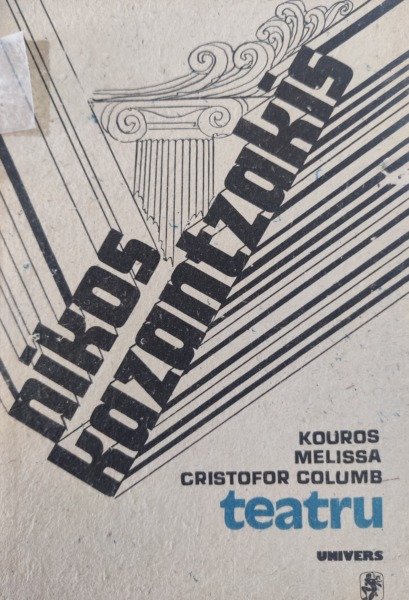 nikos
kazantzakis
KOUROS
MELISSA
CRISTOFOR COLUMB
teatru
UNIVERS